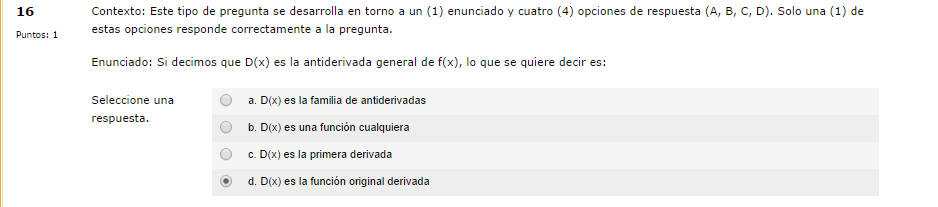 16
Puntos: 1
Contexto: Este tipo de pregunta se desarrolla en torno a un (1) enunciado y cuatro (4) opciones de respuesta (A, B, C, D). Solo una (1) de
estas opciones responde correctamente a la pregunta.
Enunciado: Si decimos que D(x) es la antiderivada general de f(x), lo que se quiere decir es:
Seleccione una
respuesta.
a. D(x) es la familia de antiderivadas
b. D(x) es una función cualquiera
c. D(x) es la primera derivada
d. D(x) es la función original derivada